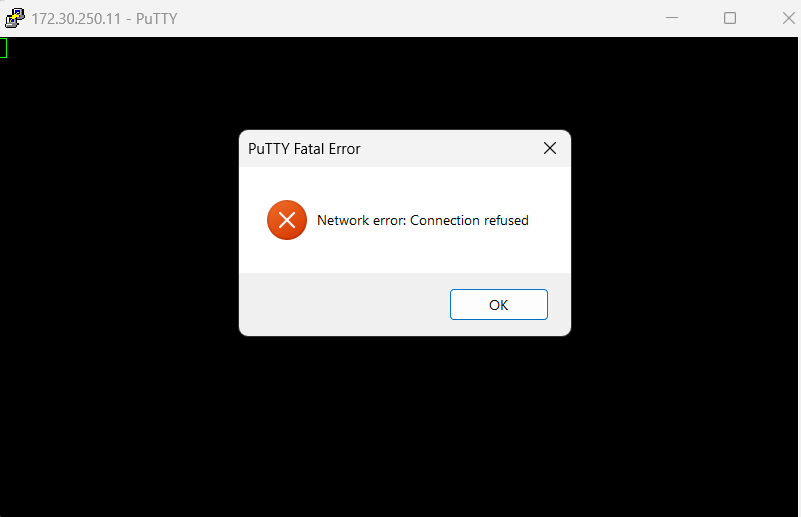 172.30.250.11 - PuTTY
PuTTY Fatal Error
Network error: Connection refused
OK